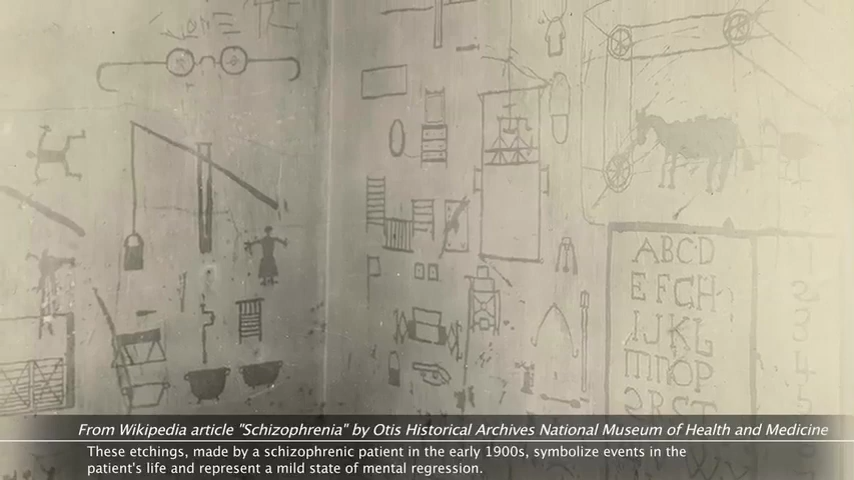 ABCD
EFGH
IJKL
MNOP
From Wikipedia article "Schizophrenia" by Otis Historical Archives National Museum of Health and Medicine
These etchings, made by a schizophrenic patient in the early 1900s, symbolize events in the
patient's life and represent a mild state of mental regression.